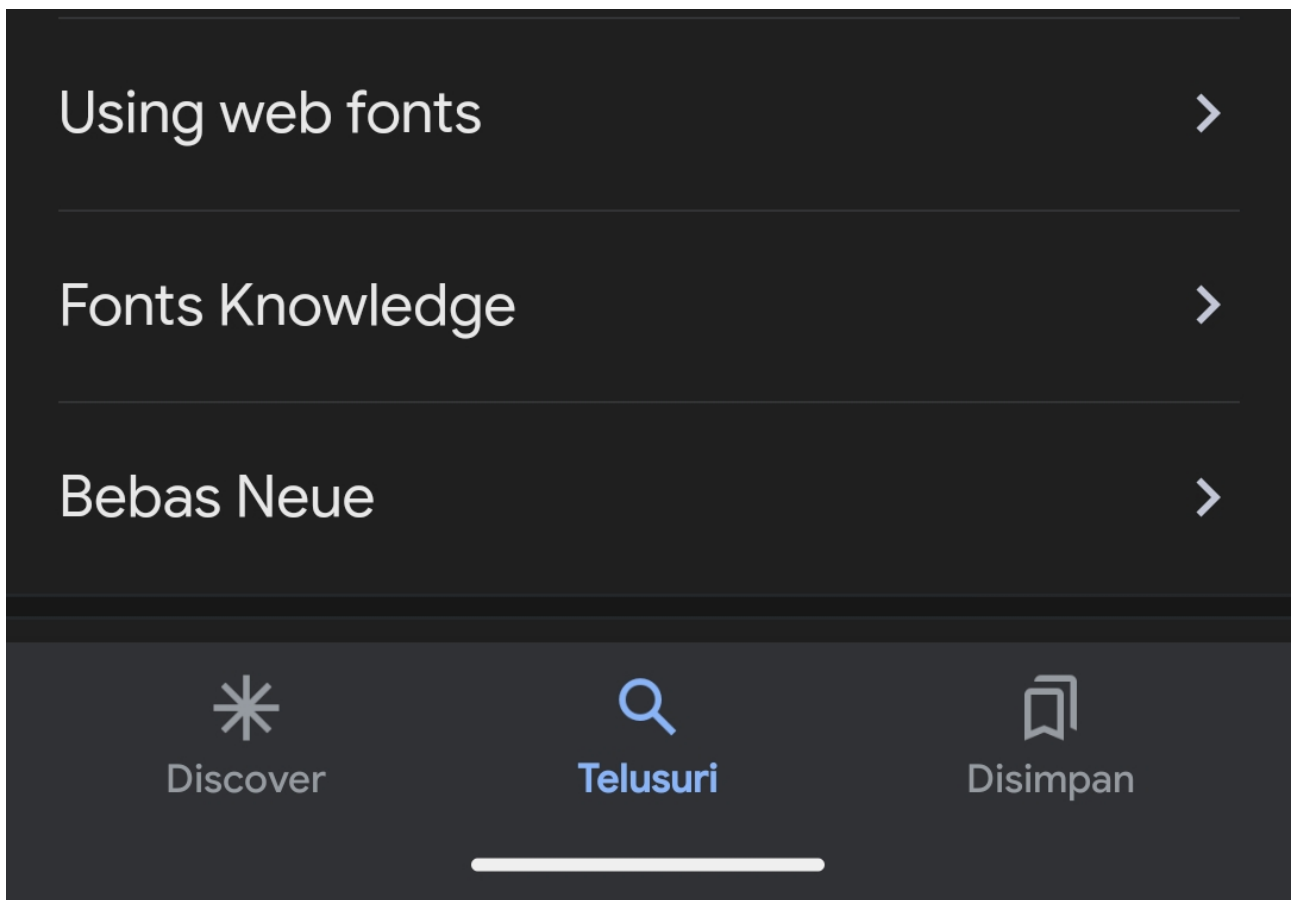 Using web fonts
Fonts Knowledge
Bebas Neue
Discover
Telusuri
Disimpan